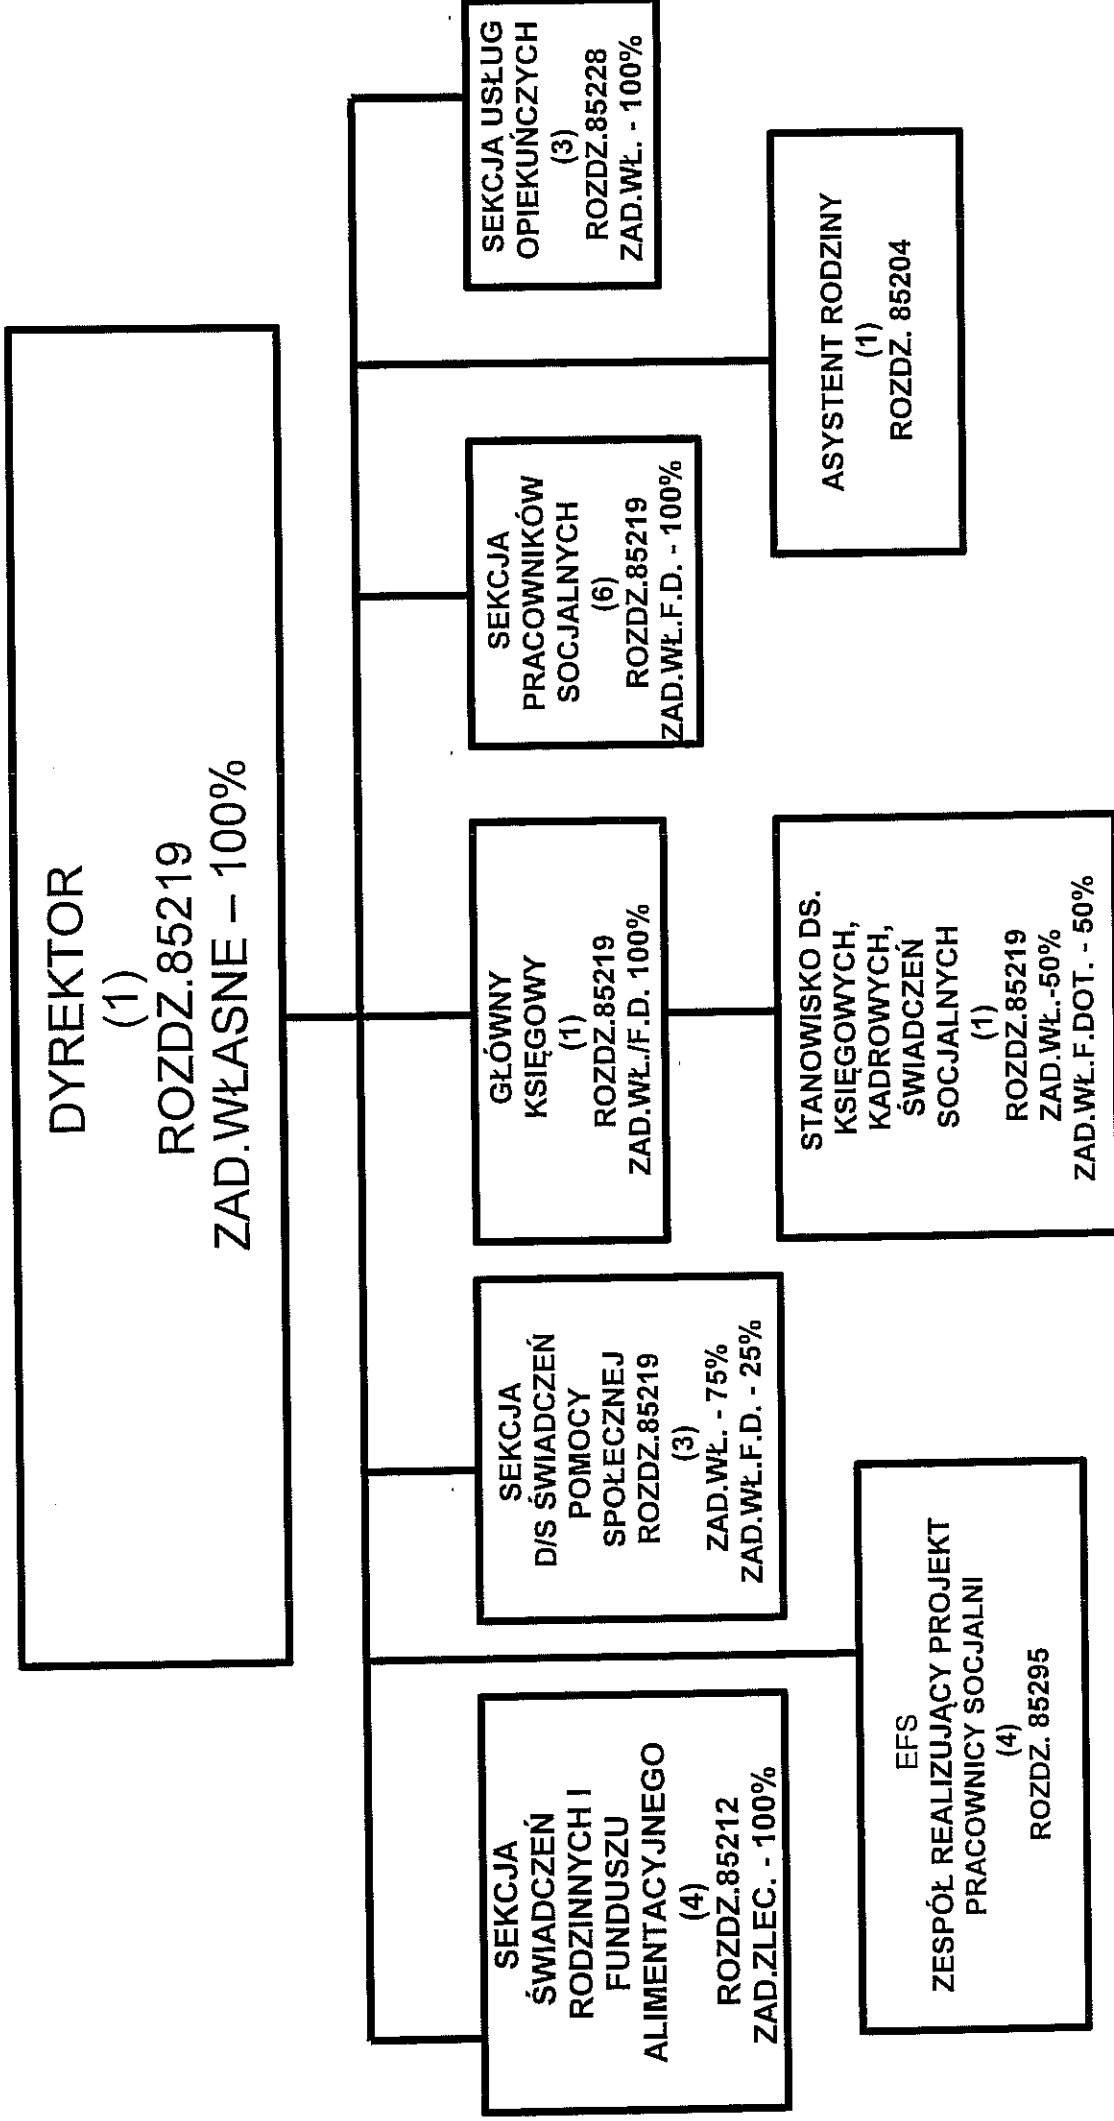 DYREKTOR
(1)
ROZDZ.85219
ZAD.WŁASNE – 100%
SEKCJA
ŚWIADCZEŃ
RODZINNYCH I
FUNDUSZU
ALIMENTACYJNEGO
(4)
ROZDZ.85212
ZAD.ZLEC. - 100%
SEKCJA
D/S ŚWIADCZEŃ
POMOCY
SPOŁECZNEJ
ROZDZ.85219
(3)
ZAD.WŁ. - 75%
ZAD.WŁ.F.D. - 25%
GŁÓWNY
KSIĘGOWY
(1)
ROZDZ.85219
ZAD.WŁ./F.D. 100%
SEKCJA
PRACOWNIKÓW
SOCJALNYCH
(6)
ROZDZ.85219
ZAD.WŁ.F.D. - 100%
SEKCJA USŁUG
OPIEKUŃCZYCH
(3)
ROZDZ.85228
ZAD.WŁ. - 100%
EFS
ZESPÓŁ REALIZUJĄCY PROJEKT
PRACOWNICY SOCJALNI
(4)
ROZDZ. 85295
STANOWISKO DS.
KSIĘGOWYCH,
KADROWYCH,
ŚWIADCZEŃ
SOCJALNYCH
(1)
ROZDZ.85219
ZAD.WŁ.-50%
ZAD.WŁ.F.DOT. - 50%
ASYSTENT RODZINY
(1)
ROZDZ. 85204